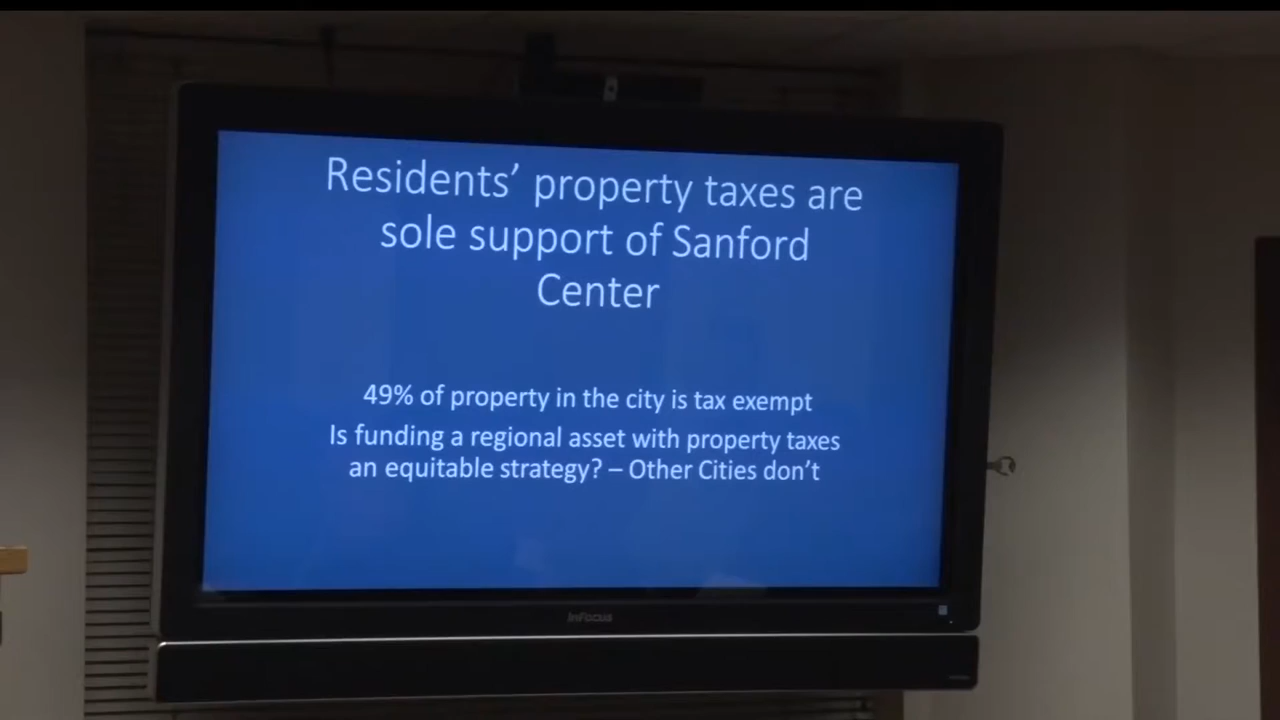 Residents’ property taxes are
sole support of Sanford
Center
49% of property in the city is tax exempt
Is funding a regional asset with property taxes
an equitable strategy? – Other Cities don’t
InFocus